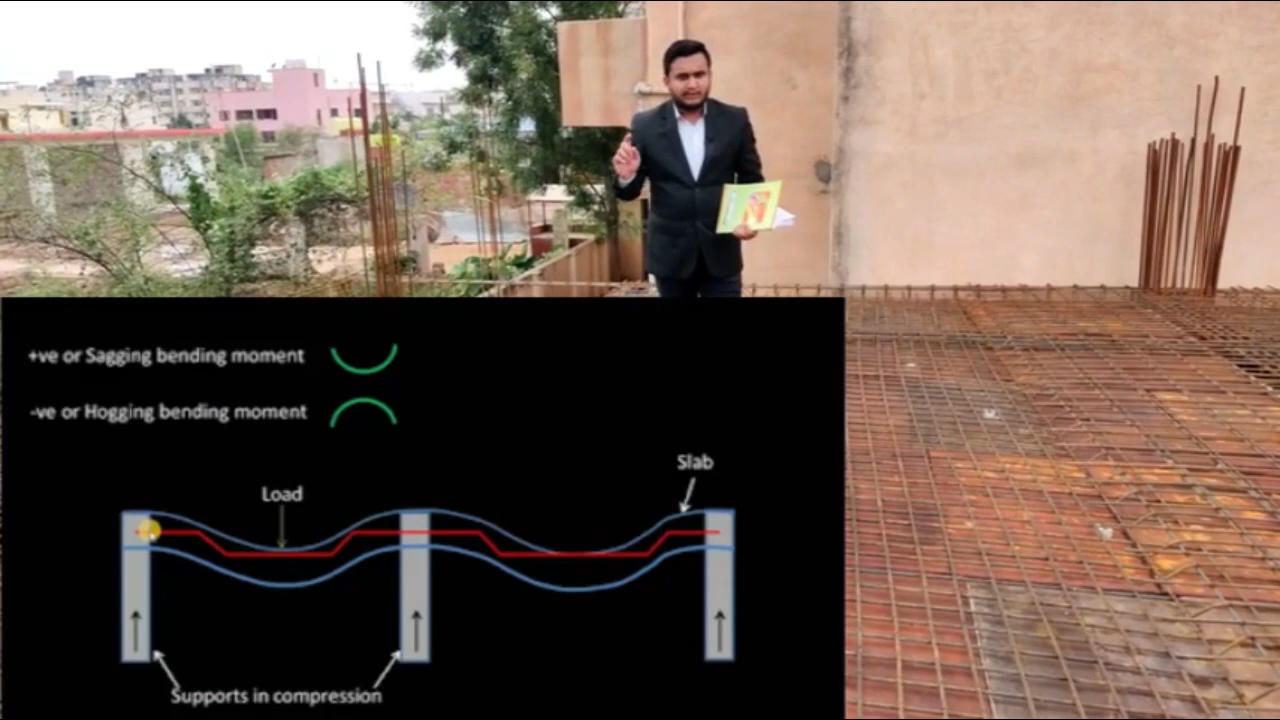 +ve or Sagging bending moment
-ve or Hogging bending moment
Slab
Load
Supports in compression